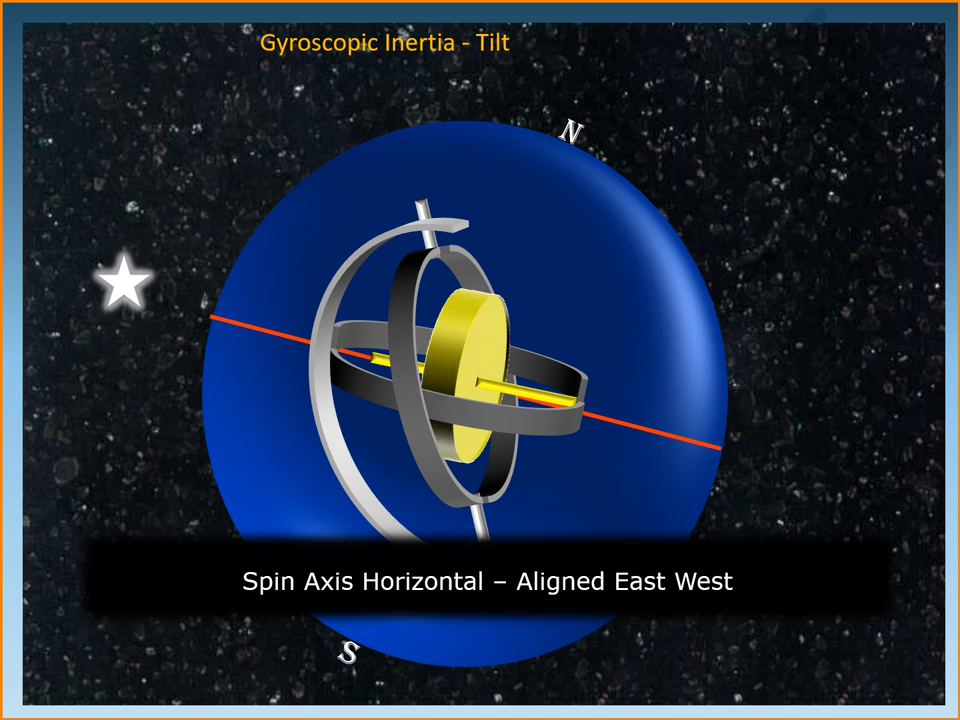 Gyroscopic Inertia - Tilt
N
Spin Axis Horizontal – Aligned East West
S